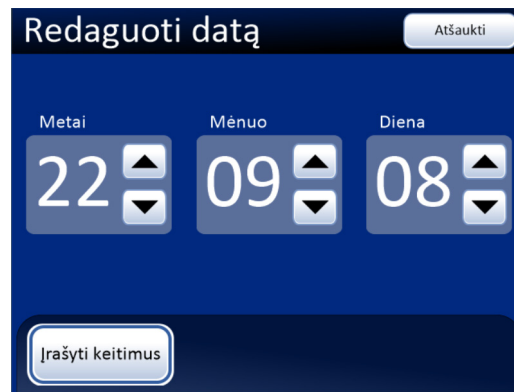 Redaguoti datą
Atšaukti
Metai
Mėnuo
Diena
22
09
08
Įrašyti keitimus